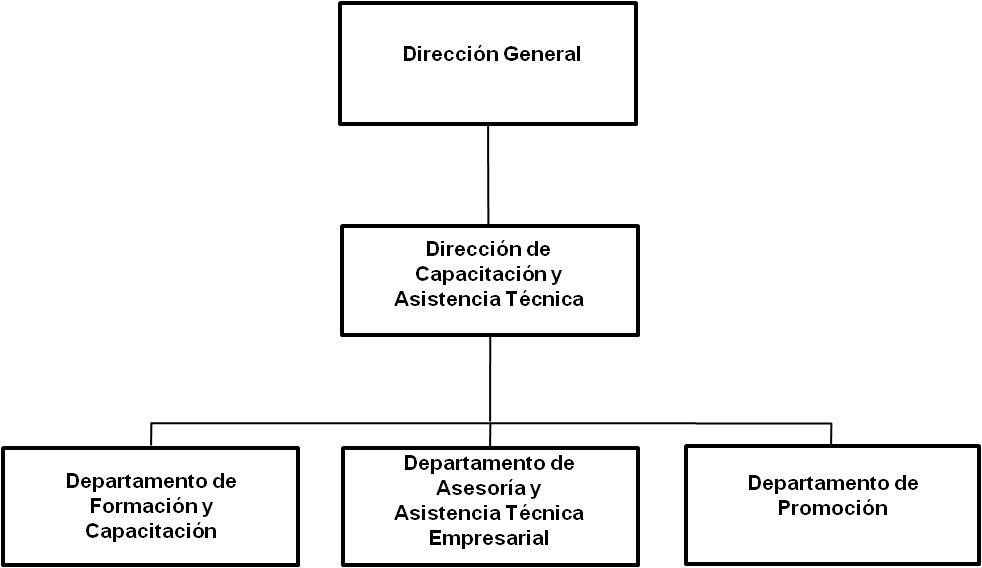 Dirección General
Dirección de
Capacitación y
Asistencia Técnica
Departamento de
Formación y
Capacitación
Departamento de
Asesoría y
Asistencia Técnica
Empresarial
Departamento de
Promoción